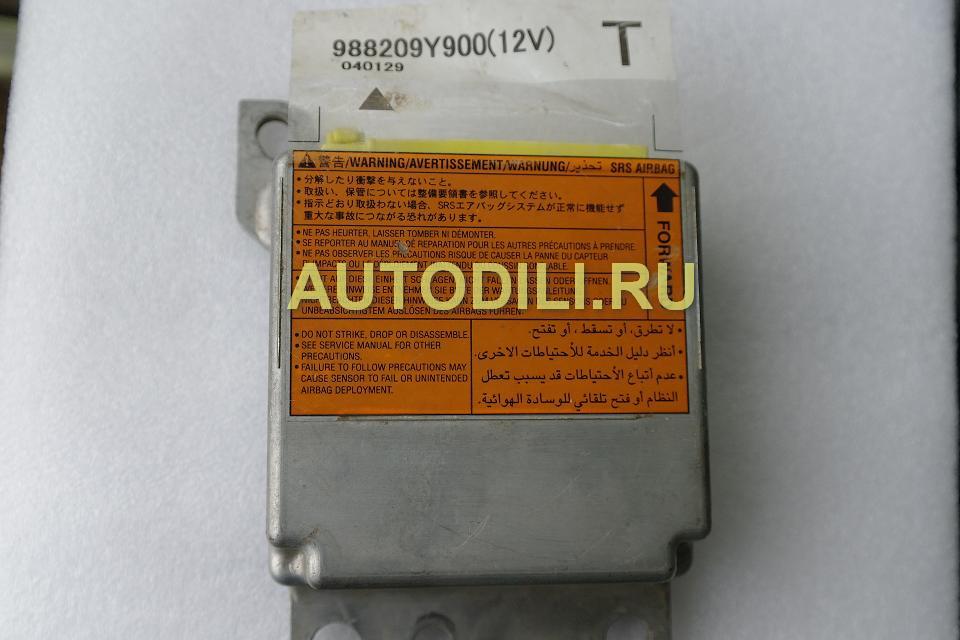 988209Y900(12V)
T
040129
警告/WARNING/AVERTISSEMENT/WARNUNG/تحذير SRS AIRBAG
•分解したり衝撃を与えないこと。
•取扱い、保管については整備要領書を参照してください。
•指示どおり取扱わない場合、SRSエアバッグシステムが正常に機能せず
重大な事故につながる恐れがあります。
• NE PAS HEURTER, LAISSER TOMBER NI DÉMONTER.
• SE REPORTER AU MANUEL DE RÉPARATION POUR LES AUTRES PRÉCAUTIONS À PRENDRE.
• NE PAS OBSERVER LES PRÉCAUTIONS RISQUE DE CAUSER LA PANNE DU CAPTEUR
AUTODILI.RU
UNBEABSICHTIGTEM AUSLÖSEN DES AIRBAGS FÜHREN.
• DO NOT STRIKE, DROP OR DISASSEMBLE.
• SEE SERVICE MANUAL FOR OTHER
PRECAUTIONS.
• FAILURE TO FOLLOW PRECAUTIONS MAY
CAUSE SENSOR TO FAIL OR UNINTENDED
AIRBAG DEPLOYMENT.
• لا تطرق، أو تسقط، أو تفتح.
• أنظر دليل الخدمة للأحتياطات الاخرى.
• عدم أتباع الأحتياطات قد يسبب تعطل
النظام أو فتح تلقائي للوسادة الهوائية.